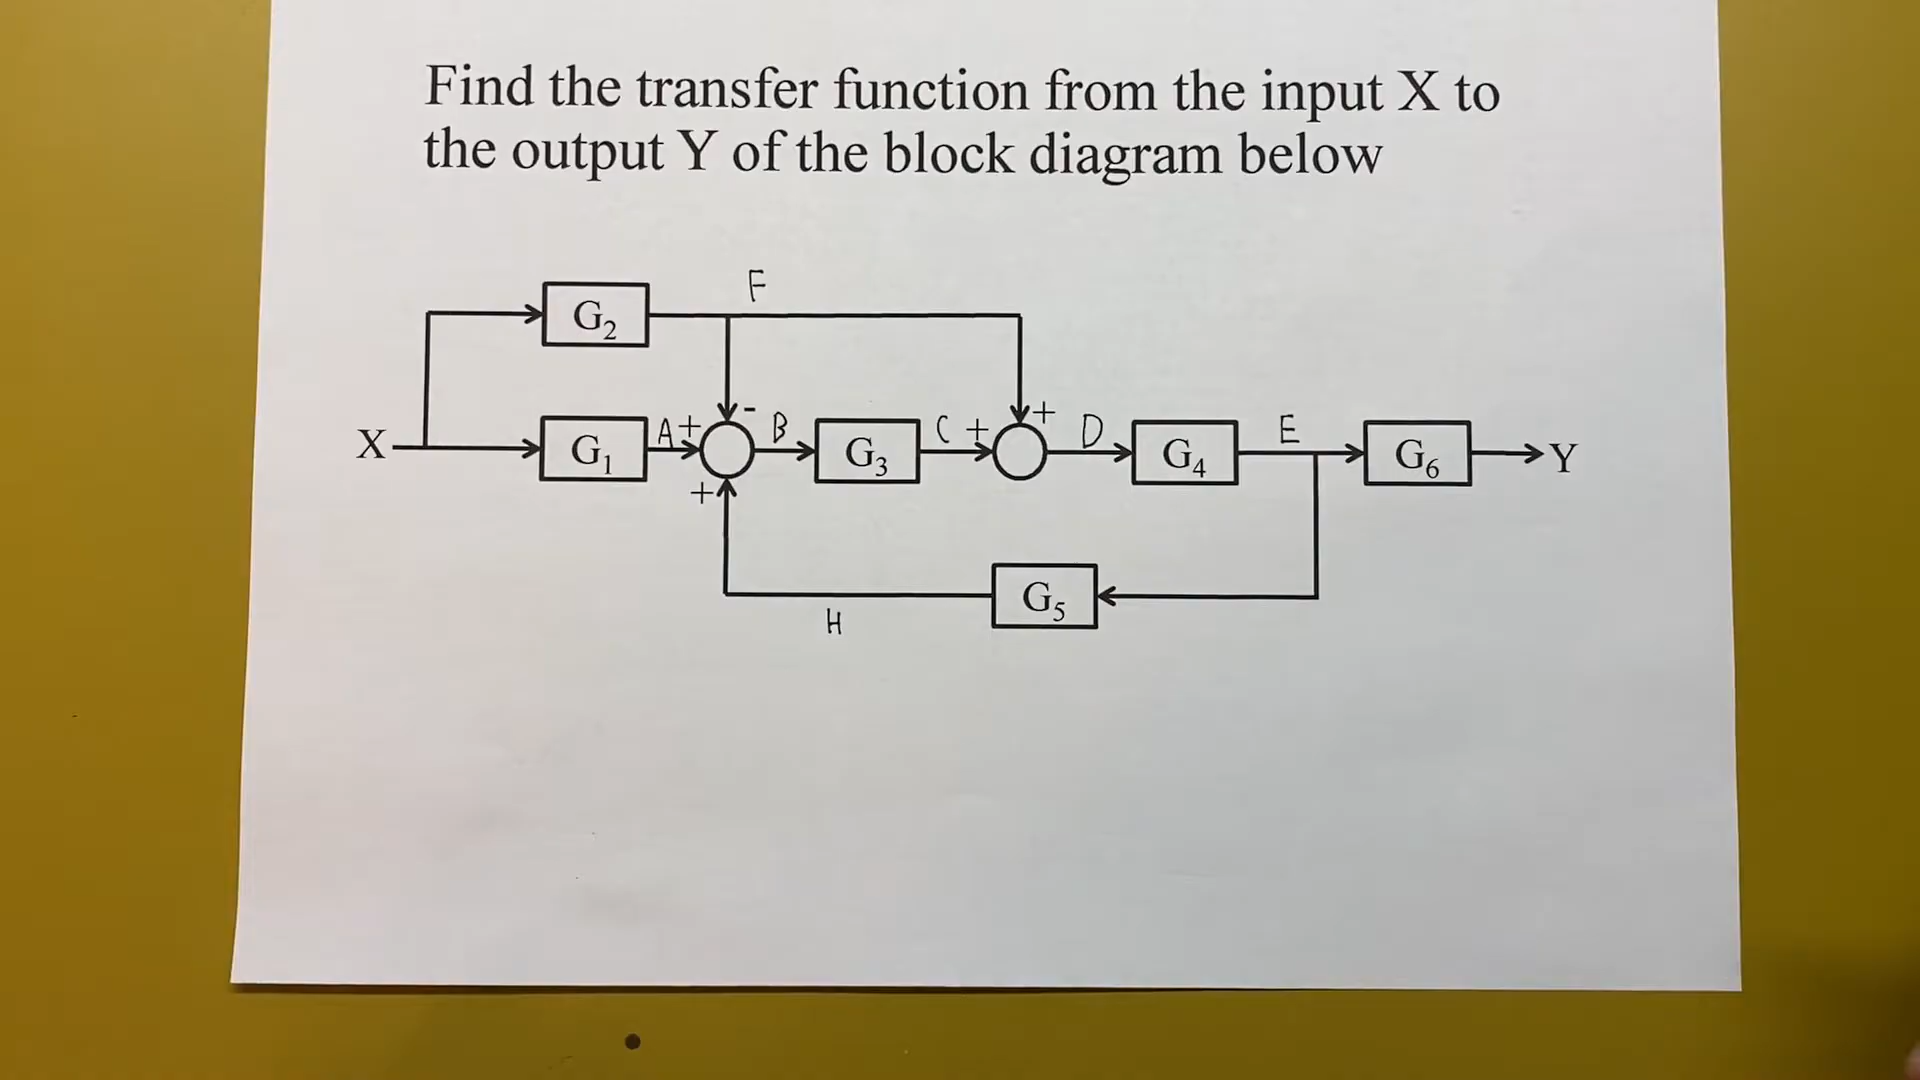 Find the transfer function from the input X to
the output Y of the block diagram below
F
G₂
X
G₁
A
+
-
+
B
G₃
C
+
+
D
G₄
E
G₆
Y
H
G₅